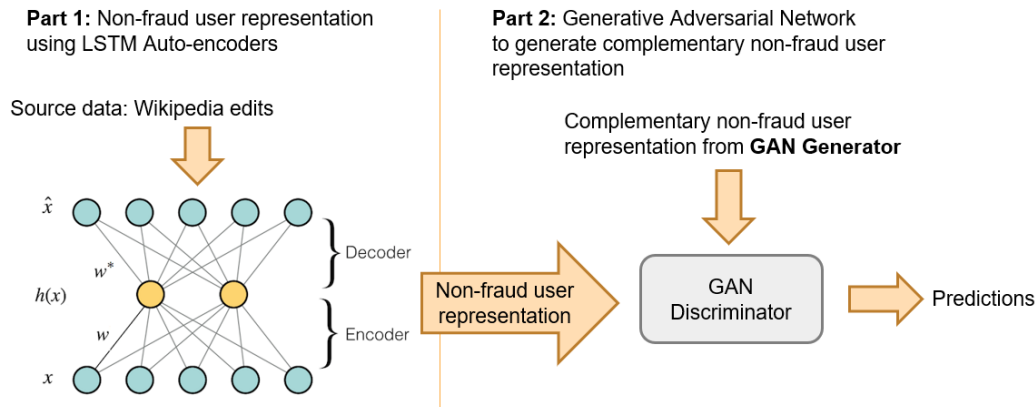 Part 1: Non-fraud user representation
using LSTM Auto-encoders
Source data: Wikipedia edits
x̂
w*
h(x)
w
x
Decoder
Encoder
Part 2: Generative Adversarial Network
to generate complementary non-fraud user
representation
Complementary non-fraud user
representation from GAN Generator
Non-fraud user
representation
GAN
Discriminator
Predictions